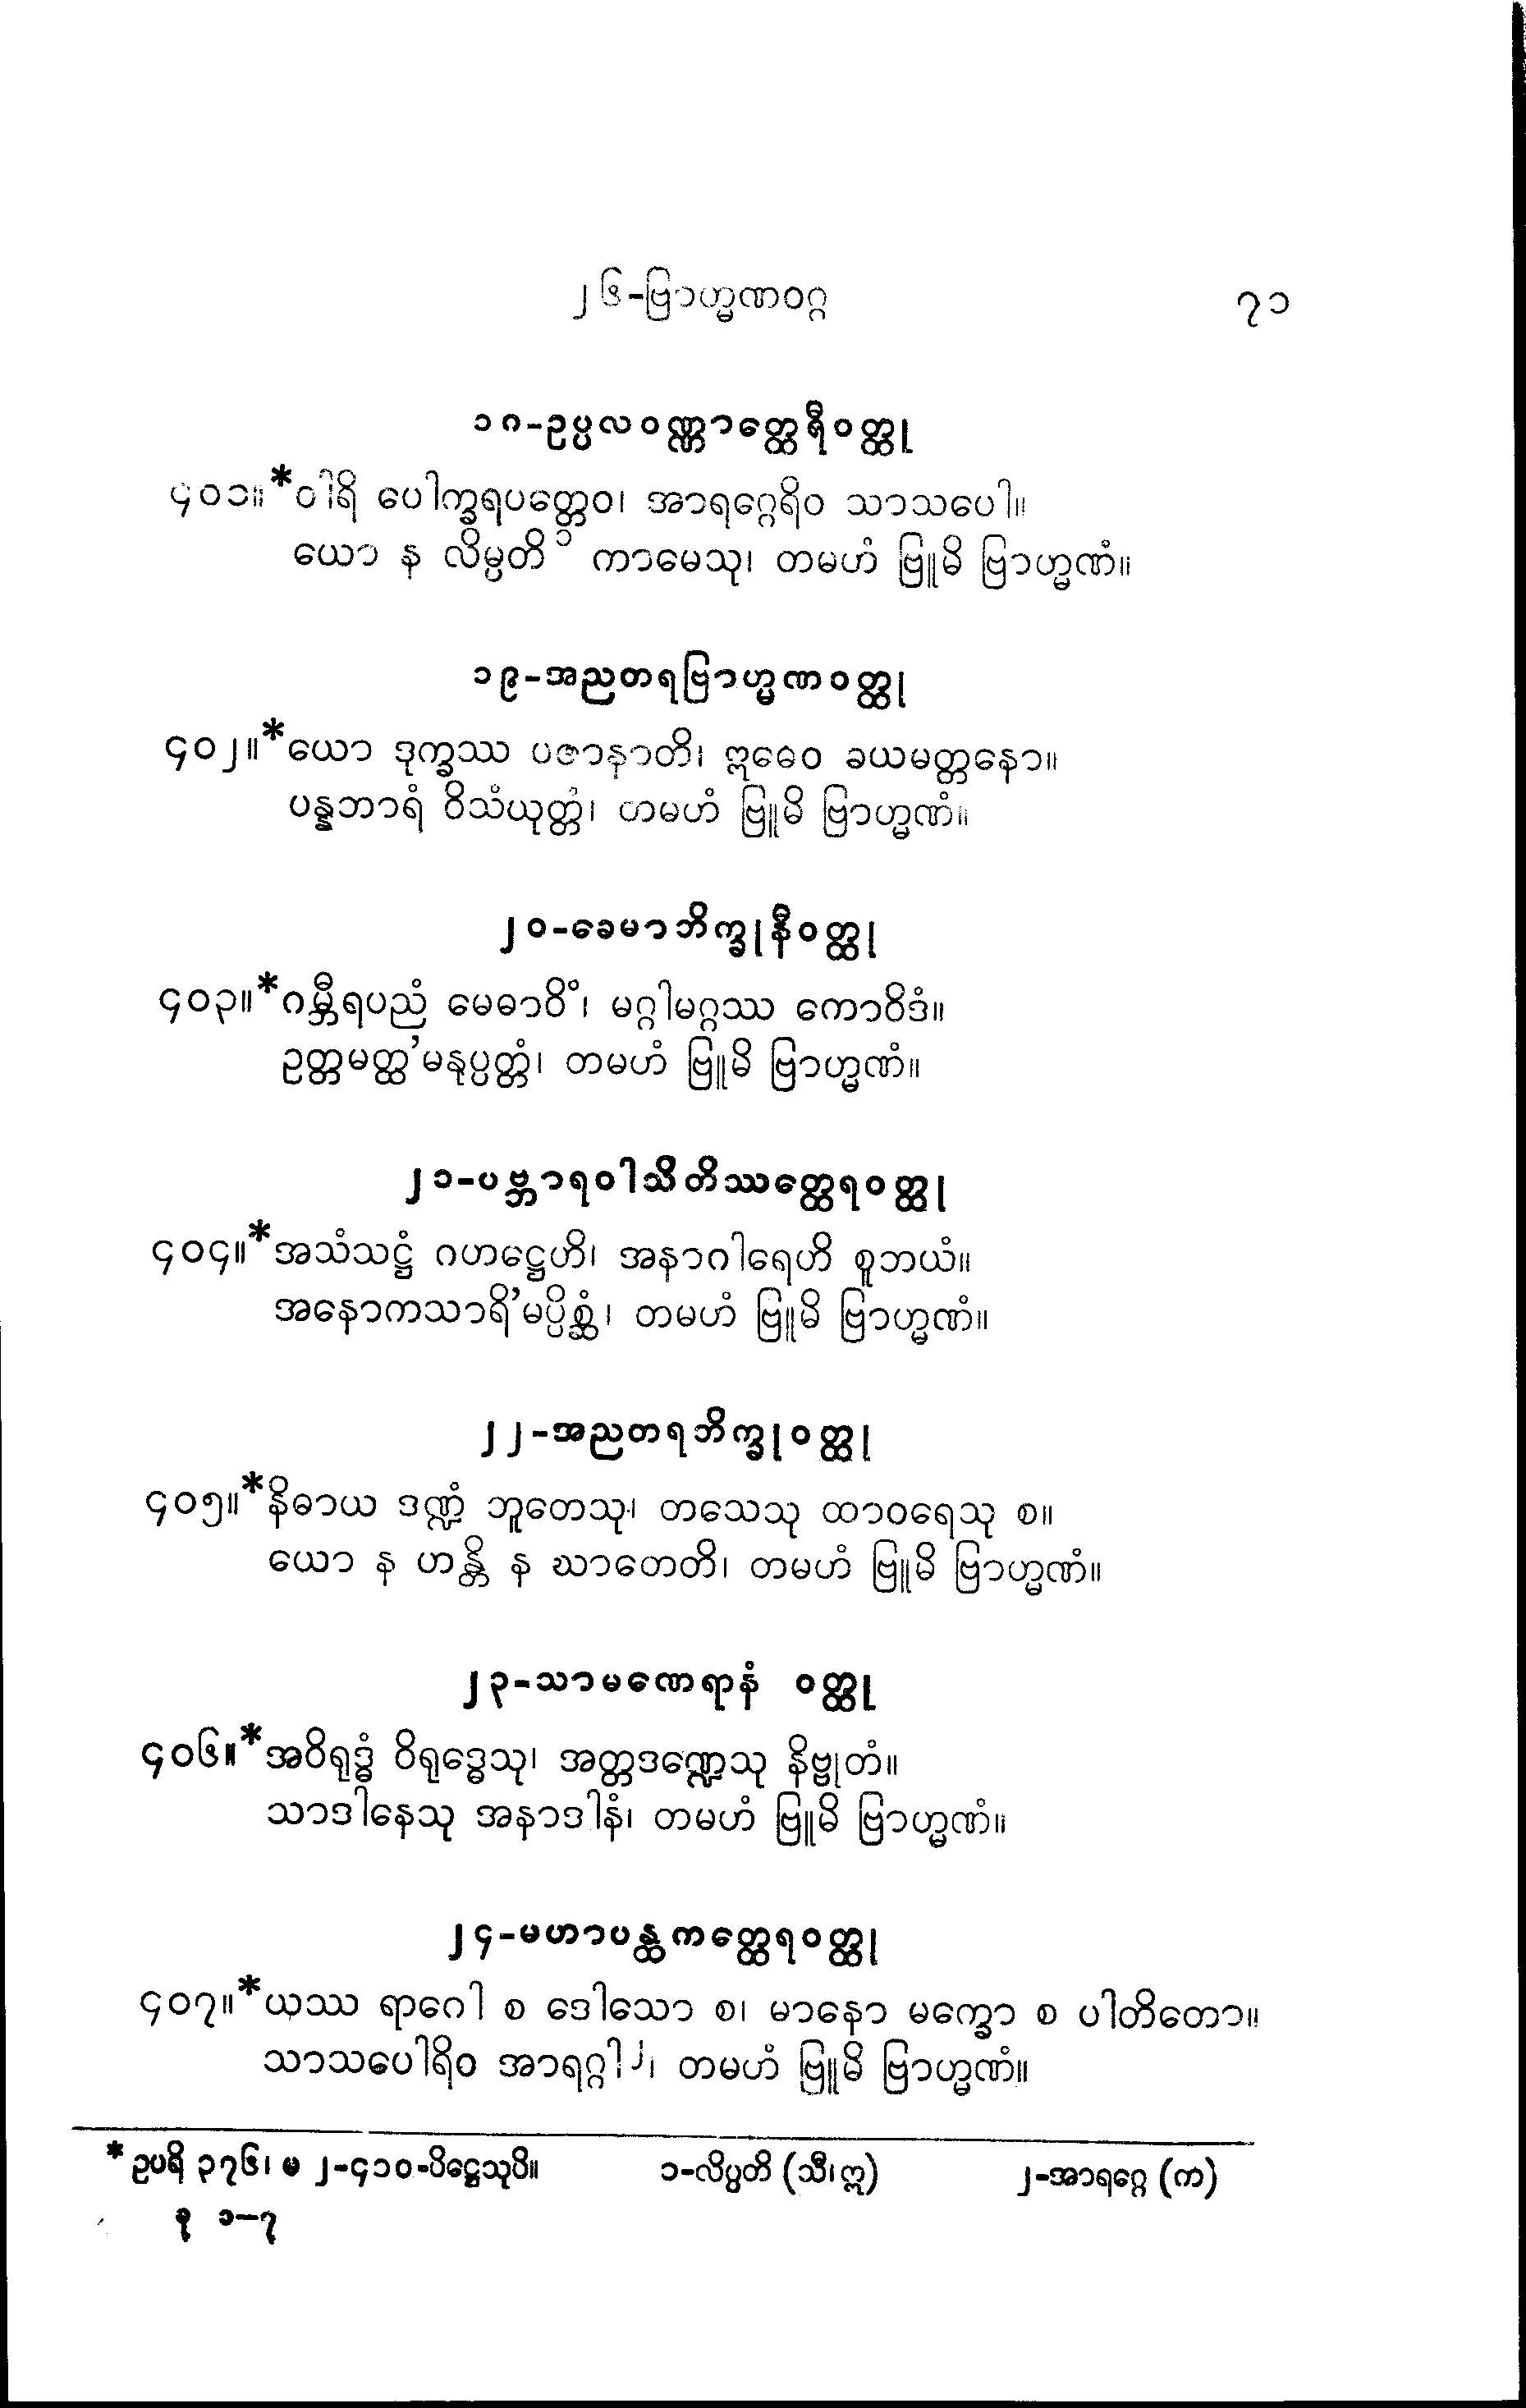 ၂၆-ဗြာဟ္မဏဝဂ္ဂ ၇၁
၁၈-ဥပ္ပလဝဏ္ဏာတ္ထေရီဝတ္ထု
၄၀၁။*ဝါရိ ပေါက္ခရပတ္တေဝ၊ အာရဂ္ဂေရိဝ သာသပေါ။
ယော န လိမ္ပတိ ၁ ကာမေသု၊ တမဟံ ဗြူမိ ဗြာဟ္မဏံ။
၁၉-အညတရဗြာဟ္မဏဝတ္ထု
၄၀၂။*ယော ဒုက္ခဿ ပဇာနာတိ၊ ဣဓေဝ ခယမတ္တနော။
ပန္နဘာရံ ဝိသံယုတ္တံ၊ တမဟံ ဗြူမိ ဗြာဟ္မဏံ။
၂၀-ခေမာဘိက္ခုနီဝတ္ထု
၄၀၃။*ဂမ္ဘီရပညံ မေဓာဝိံ၊ မဂ္ဂါမဂ္ဂဿ ကောဝိဒံ။
ဥတ္တမတ္ထ’မနုပ္ပတ္တံ၊ တမဟံ ဗြူမိ ဗြာဟ္မဏံ။
၂၁-ပဗ္ဘာရဝါသီတိဿတ္ထေရဝတ္ထု
၄၀၄။*အသံသဋ္ဌံ ဂဟဋ္ဌေဟိ၊ အနာဂါရေဟိ စူဘယံ။
အနောကသာရိ’မပ္ပိစ္ဆံ၊ တမဟံ ဗြူမိ ဗြာဟ္မဏံ။
၂၂-အညတရဘိက္ခုဝတ္ထု
၄၀၅။*နိဓာယ ဒဏ္ဍံ ဘူတေသု၊ တသေသု ထာဝရေသု စ။
ယော န ဟန္တိ န ဃာတေတိ၊ တမဟံ ဗြူမိ ဗြာဟ္မဏံ။
၂၃-သာမဏေရာနံ ဝတ္ထု
၄၀၆။*အဝိရုဒ္ဓံ ဝိရုဒ္ဓေသု၊ အတ္တဒဏ္ဍေသု နိဗ္ဗုတံ။
သာဒါနေသု အနာဒါနံ၊ တမဟံ ဗြူမိ ဗြာဟ္မဏံ။
၂၄-မဟာပန္ထကတ္ထေရဝတ္ထု
၄၀၇။*ယဿ ရာဂေါ စ ဒေါသော စ၊ မာနော မက္ခော စ ပါတိတော။
သာသပေါရိဝ အာရဂ္ဂါ ၂၊ တမဟံ ဗြူမိ ဗြာဟ္မဏံ။
* ဥပရိ ၃၇၆၊ မ ၂-၄၁၀-ပိဋ္ဌေသုပိ။ ၁-လိပ္ပတိ (သီ၊ဣ) ၂-အာရဂ္ဂေ (က)
ခု ၁—၇